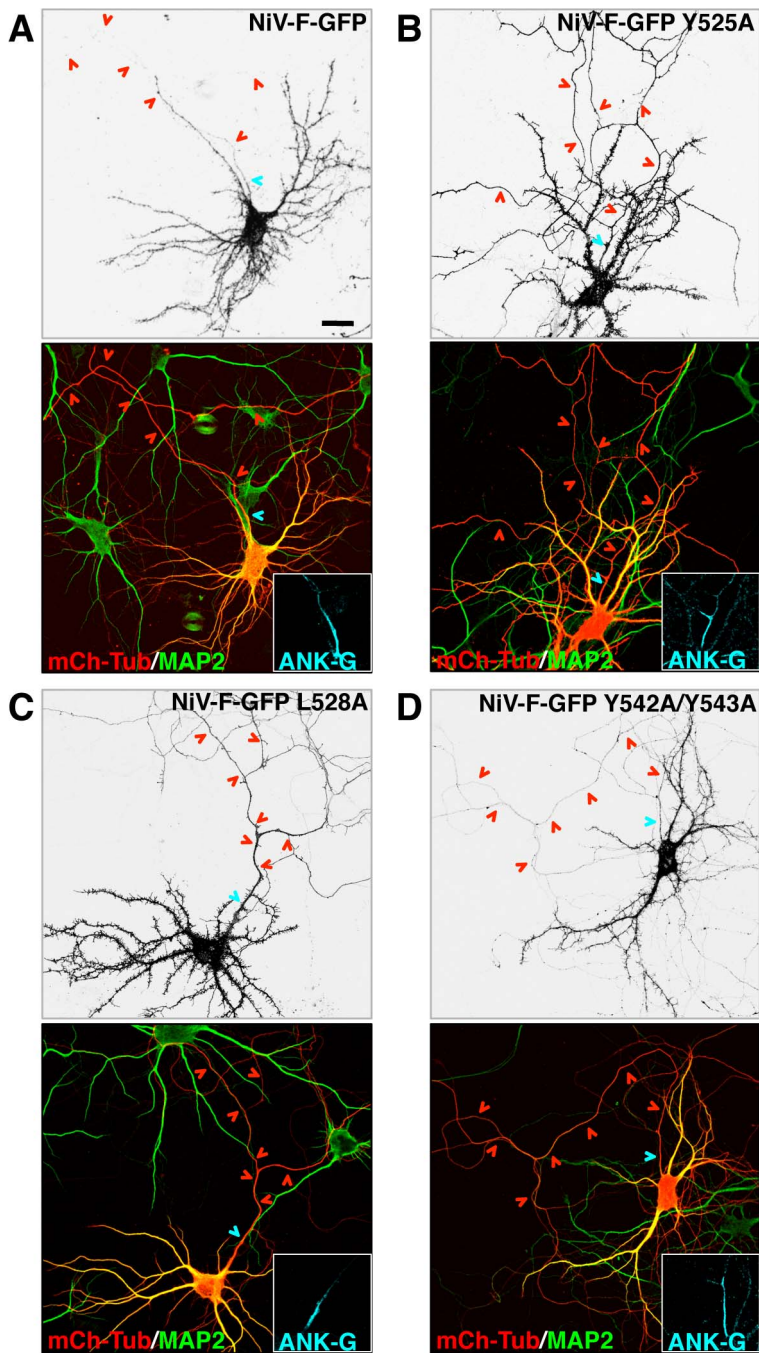 A
NiV-F-GFP
mCh-Tub/MAP2
ANK-G
B
NiV-F-GFP Y525A
mCh-Tub/MAP2
ANK-G
C
NiV-F-GFP L528A
mCh-Tub/MAP2
ANK-G
D
NiV-F-GFP Y542A/Y543A
mCh-Tub/MAP2
ANK-G